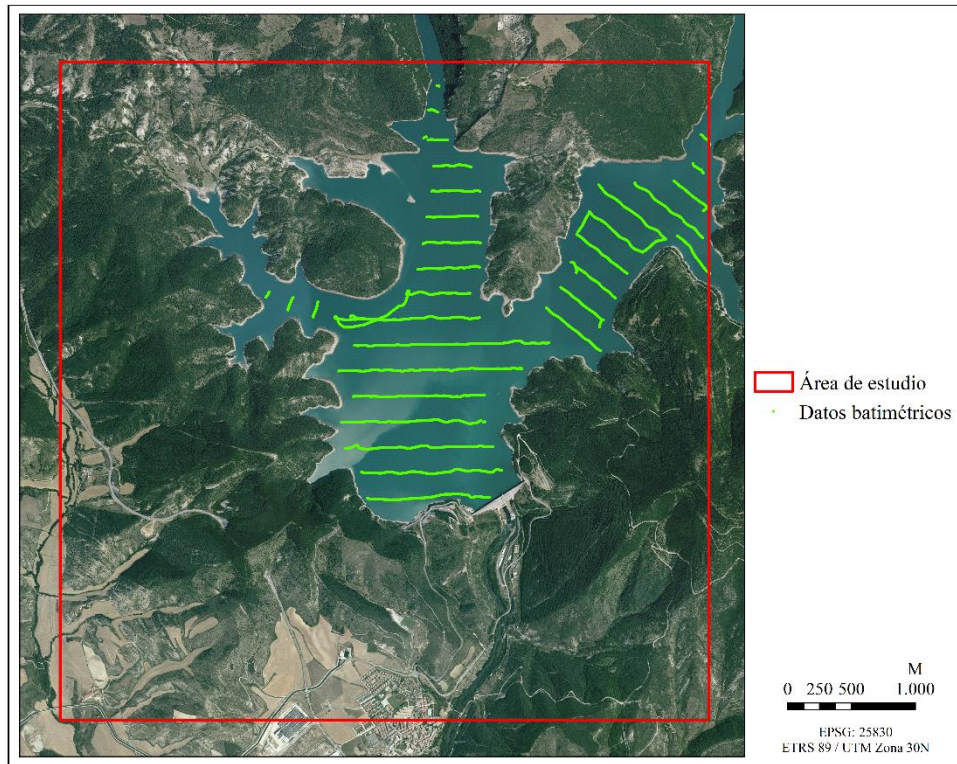 Área de estudio
Datos batimétricos
M
0 250 500 1.000
EPSG: 25830
ETRS 89 / UTM Zona 30N